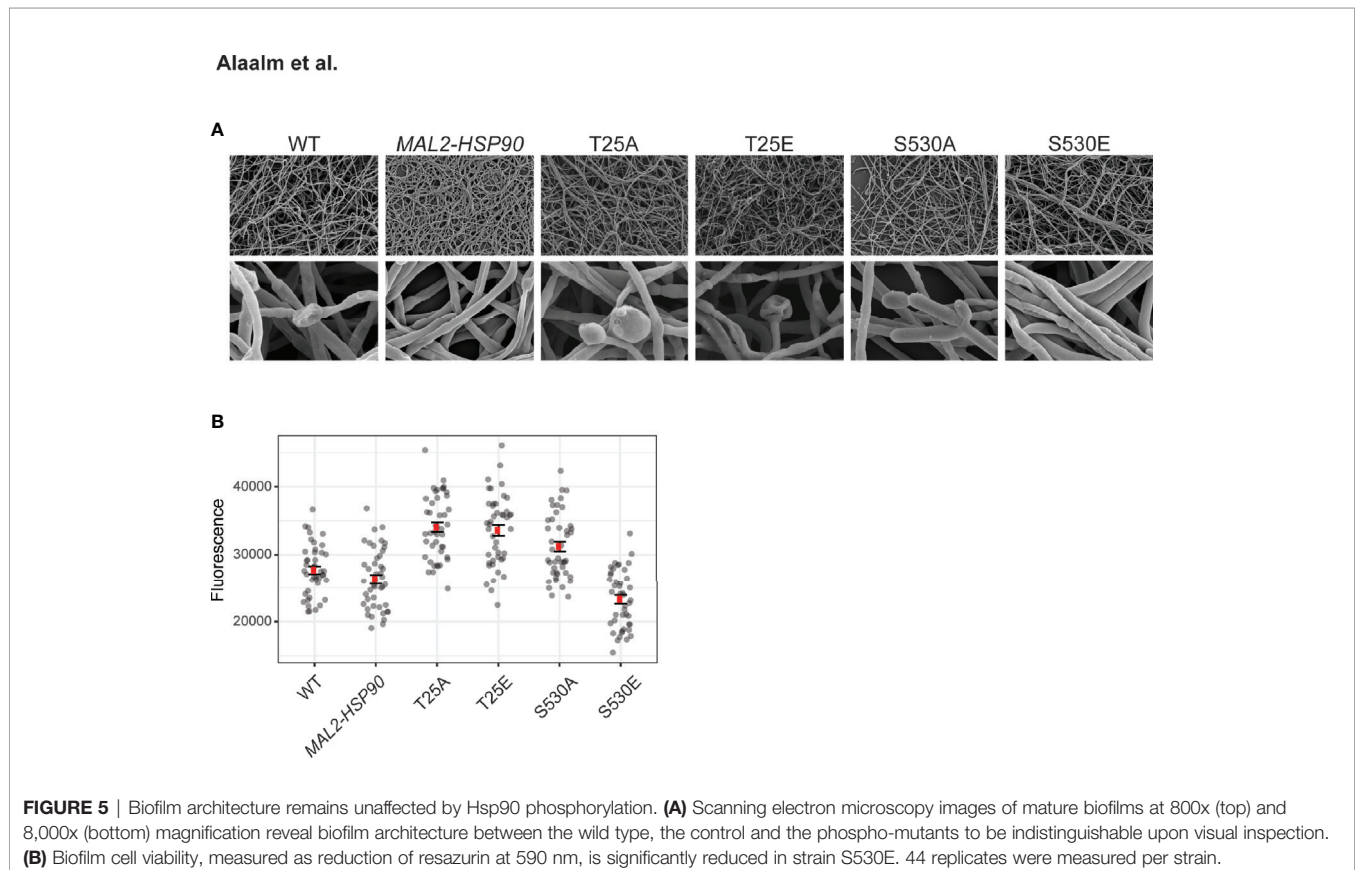 Alaalm et al.
A
WT MAL2-HSP90 T25A T25E S530A S530E
B
Fluorescence
40000
30000
20000
WT MAL2-HSP90 T25A T25E S530A S530E
FIGURE 5 | Biofilm architecture remains unaffected by Hsp90 phosphorylation. (A) Scanning electron microscopy images of mature biofilms at 800x (top) and
8,000x (bottom) magnification reveal biofilm architecture between the wild type, the control and the phospho-mutants to be indistinguishable upon visual inspection.
(B) Biofilm cell viability, measured as reduction of resazurin at 590 nm, is significantly reduced in strain S530E. 44 replicates were measured per strain.